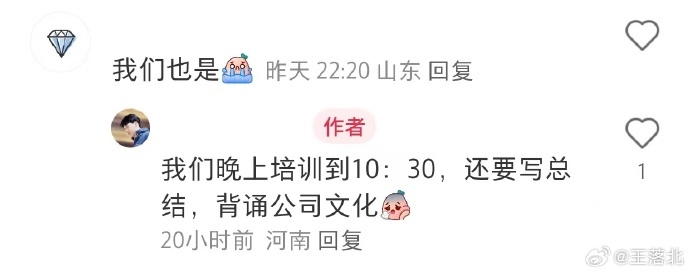 我们也是 昨天 22:20 山东 回复
作者
我们晚上培训到10：30，还要写总
结，背诵公司文化
1
20小时前 河南 回复
@王落北